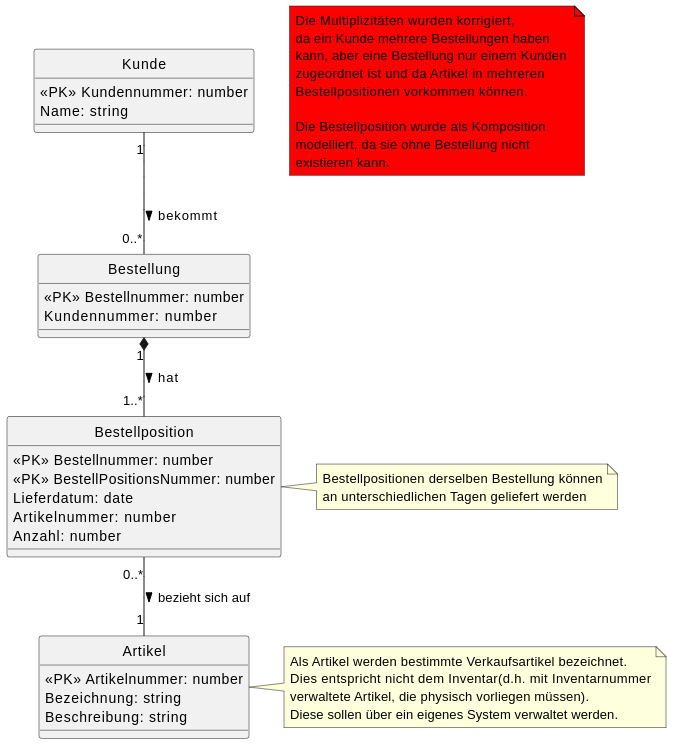 Die Multiplizitäten wurden korrigiert,
da ein Kunde mehrere Bestellungen haben
kann, aber eine Bestellung nur einem Kunden
zugeordnet ist und da Artikel in mehreren
Bestellpositionen vorkommen können.
Die Bestellposition wurde als Komposition
modelliert, da sie ohne Bestellung nicht
existieren kann.
Kunde
«PK» Kundennummer: number
Name: string
1
bekommt
0..*
Bestellung
«PK» Bestellnummer: number
Kundennummer: number
1
hat
1..*
Bestellposition
«PK» Bestellnummer: number
«PK» BestellPositionsNummer: number
Lieferdatum: date
Artikelnummer: number
Anzahl: number
Bestellpositionen derselben Bestellung können
an unterschiedlichen Tagen geliefert werden
0..*
bezieht sich auf
1
Artikel
«PK» Artikelnummer: number
Bezeichnung: string
Beschreibung: string
Als Artikel werden bestimmte Verkaufsartikel bezeichnet.
Dies entspricht nicht dem Inventar(d.h. mit Inventarnummer
verwaltete Artikel, die physisch vorliegen müssen).
Diese sollen über ein eigenes System verwaltet werden.